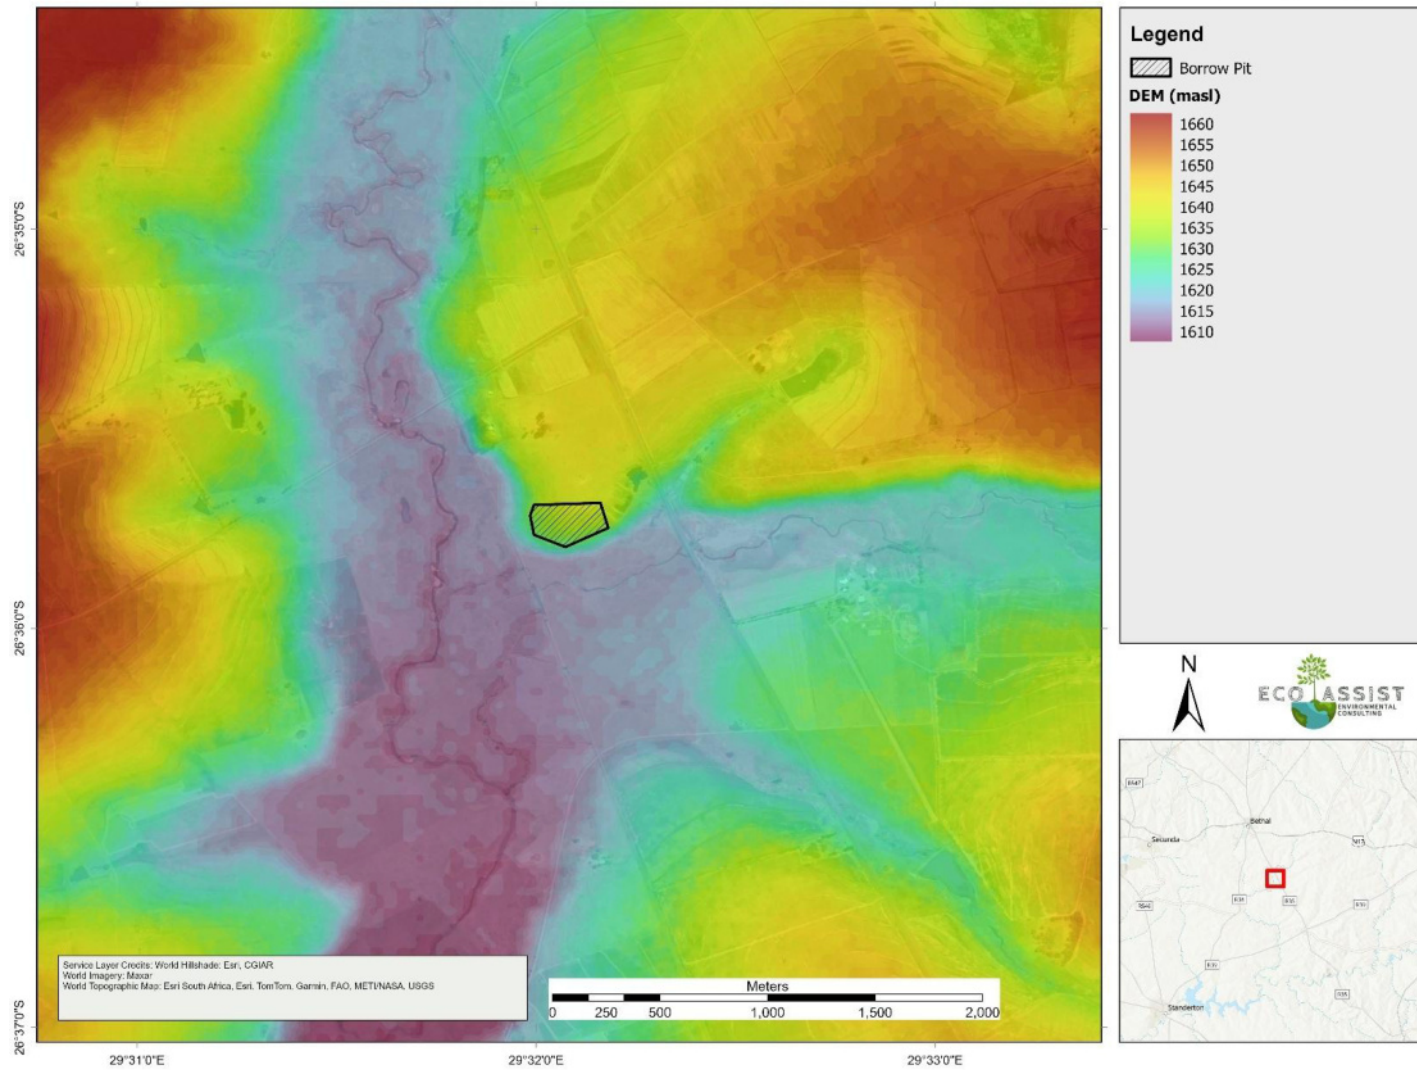 Legend
Borrow Pit
DEM (masl)
1660
1655
1650
1645
1640
1635
1630
1625
1620
1615
1610
26°35'0"S
26°36'0"S
26°37'0"S
29°31'0"E
29°32'0"E
29°33'0"E
Service Layer Credits: World Hillshade: Esri, CGIAR
World Imagery: Maxar
World Topographic Map: Esri South Africa, Esri, TomTom, Garmin, FAO, METI/NASA, USGS
Meters
0 250 500 1,000 1,500 2,000
N
ECO ASSIST
ENVIRONMENTAL
CONSULTING
Bethal
Secunda
N17
R38
R39
Standerton